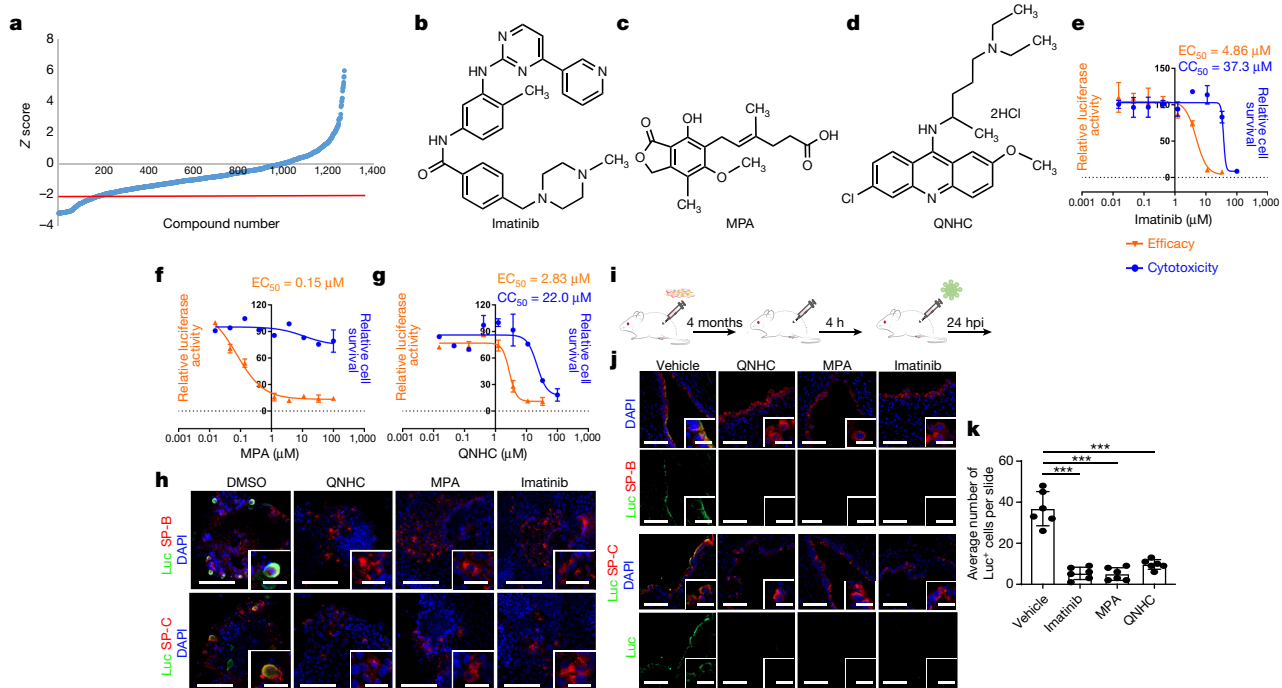 a
8
6
4
2
0
−2
−4
Z score
200 400 600 800 1,000 1,200 1,400
Compound number
b
N
N
N
HN
CH₃
HN
O
N
N
CH₃
Imatinib
c
O
OH
CH₃
O
O
OH
O
CH₃
CH₃
MPA
d
CH₃
N
CH₃
2HCl
HN
CH₃
O
CH₃
Cl
N
QNHC
e
EC₅₀ = 4.86 μM
CC₅₀ = 37.3 μM
Relative luciferase
activity
150
100
50
0
Relative cell
survival
0.001 0.01 0.1 1 10 100 1,000
Imatinib (μM)
Efficacy
Cytotoxicity
f
EC₅₀ = 0.15 μM
Relative luciferase
activity
120
90
60
30
0
Relative cell
survival
0.001 0.01 0.1 1 10 100 1,000
MPA (μM)
g
EC₅₀ = 2.83 μM
CC₅₀ = 22.0 μM
Relative luciferase
activity
120
90
60
30
0
Relative cell
survival
0.001 0.01 0.1 1 10 100 1,000
QNHC (μM)
h
DMSO QNHC MPA Imatinib
Luc SP-B
DAPI
Luc SP-C
DAPI
i
4 months
4 h
24 hpi
j
Vehicle QNHC MPA Imatinib
DAPI
Luc SP-B
Luc SP-C
DAPI
Luc
k
Average number of
Luc⁺ cells per slide
60
40
20
0
***
***
***
Vehicle
Imatinib
MPA
QNHC